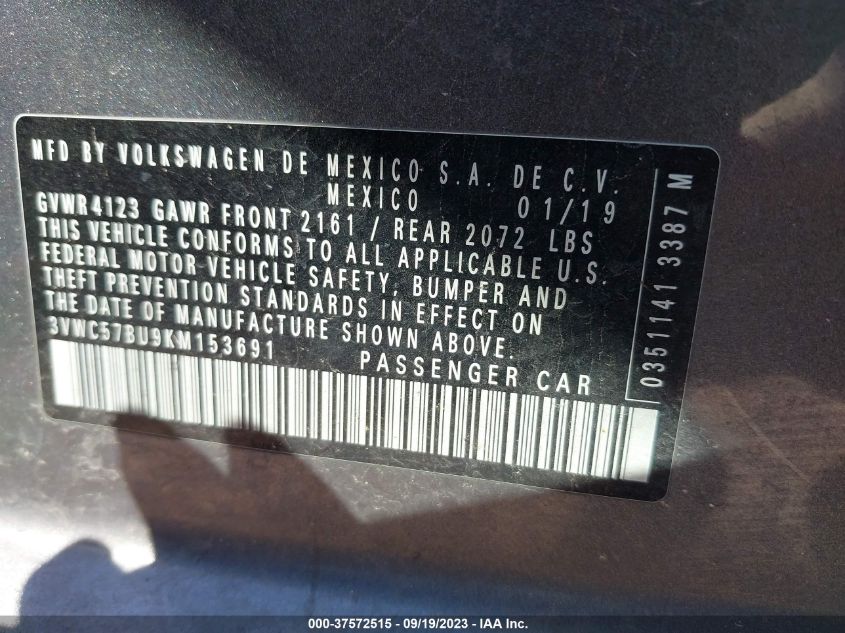 MFD BY VOLKSWAGEN DE MEXICO S.A. DE C.V.
MEXICO 01/19
GVWR4123 GAWR FRONT 2161 / REAR 2072 LBS
THIS VEHICLE CONFORMS TO ALL APPLICABLE U.S.
FEDERAL MOTOR VEHICLE SAFETY, BUMPER AND
THEFT PREVENTION STANDARDS IN EFFECT ON
THE DATE OF MANUFACTURE SHOWN ABOVE.
3VWC57BU9KM153691
PASSENGER CAR
0351141 3387 M
000-37572515 - 09/19/2023 - IAA Inc.